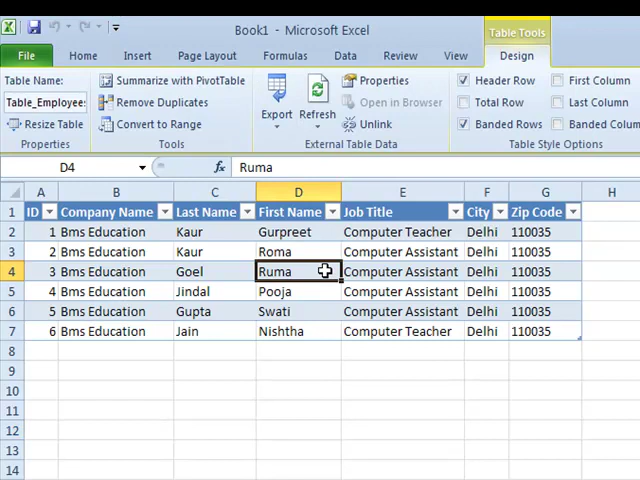 Book1 - Microsoft Excel
Table Tools
File Home Insert Page Layout Formulas Data Review View Design
Table Name: Summarize with PivotTable Properties Header Row First Column
Table_Employee: Remove Duplicates Export Refresh Open in Browser Total Row Last Column
Resize Table Convert to Range Unlink Banded Rows Banded Colum
Properties Tools External Table Data Table Style Options
D4 fx Ruma
A B C D E F G H
1 ID Company Name Last Name First Name Job Title City Zip Code
2 1 Bms Education Kaur Gurpreet Computer Teacher Delhi 110035
3 2 Bms Education Kaur Roma Computer Assistant Delhi 110035
4 3 Bms Education Goel Ruma Computer Assistant Delhi 110035
5 4 Bms Education Jindal Pooja Computer Assistant Delhi 110035
6 5 Bms Education Gupta Swati Computer Assistant Delhi 110035
7 6 Bms Education Jain Nishtha Computer Teacher Delhi 110035
8
9
10
11
12
13
14